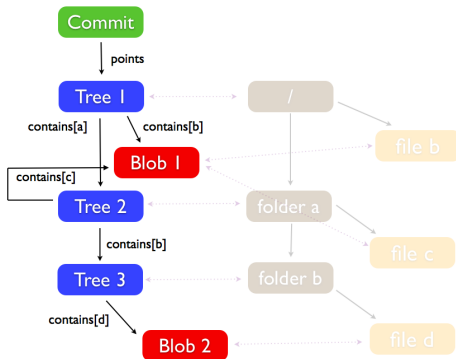 Commit
points
Tree 1
/
contains[a]
contains[b]
file b
Blob 1
contains[c]
Tree 2
folder a
contains[b]
file c
Tree 3
folder b
contains[d]
Blob 2
file d